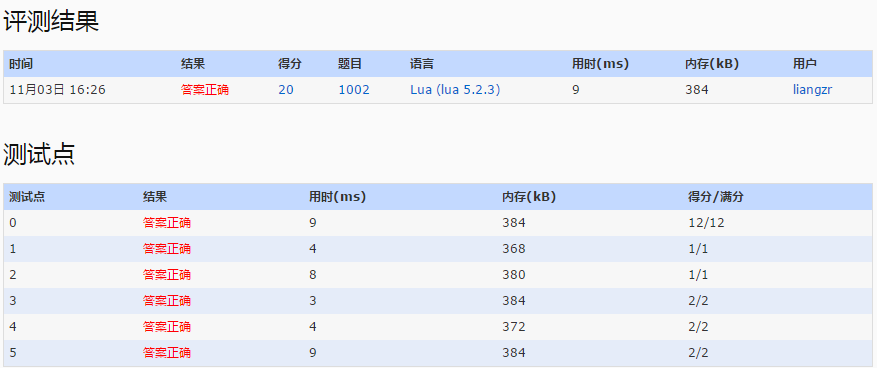 评测结果
时间 结果 得分 题目 语言 用时(ms) 内存(kB) 用户
11月03日 16:26 答案正确 20 1002 Lua (lua 5.2.3) 9 384 liangzr
测试点
测试点 结果 用时(ms) 内存(kB) 得分/满分
0 答案正确 9 384 12/12
1 答案正确 4 368 1/1
2 答案正确 8 380 1/1
3 答案正确 3 384 2/2
4 答案正确 4 372 2/2
5 答案正确 9 384 2/2